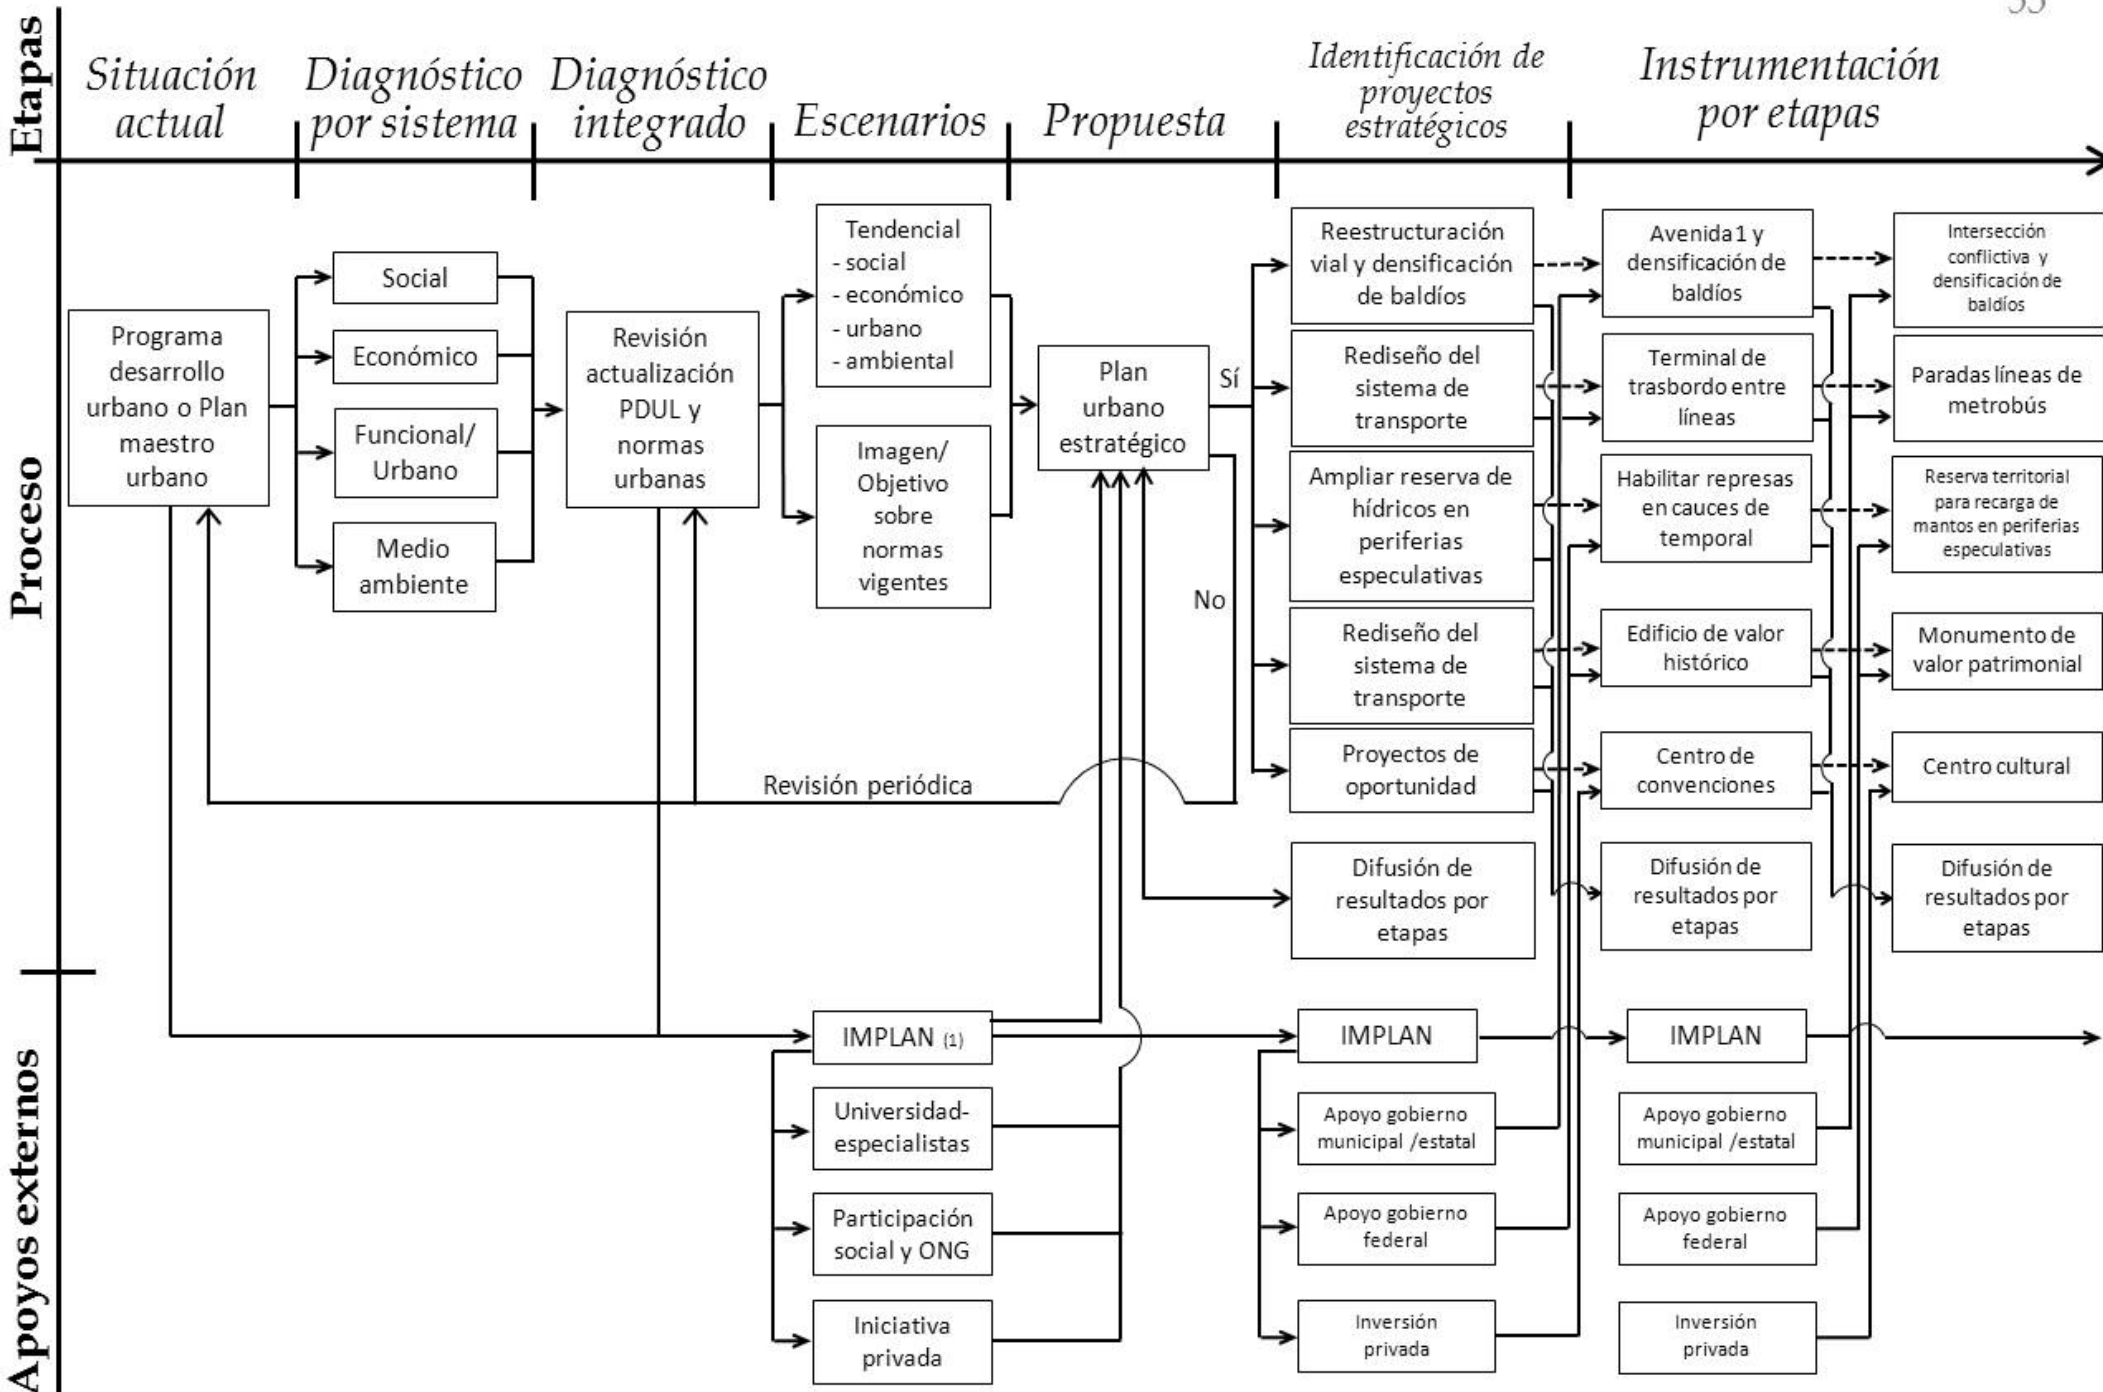 Etapas
Situación
actual
Diagnóstico
por sistema
Diagnóstico
integrado
Escenarios
Propuesta
Identificación de
proyectos
estratégicos
Instrumentación
por etapas
Proceso
Programa
desarrollo
urbano o Plan
maestro
urbano
Social
Económico
Funcional/
Urbano
Medio
ambiente
Revisión
actualización
PDUL y
normas
urbanas
Tendencial
- social
- económico
- urbano
- ambiental
Imagen/
Objetivo
sobre
normas
vigentes
Plan
urbano
estratégico
Sí
No
Revisión periódica
Reestructuración
vial y densificación
de baldíos
Rediseño del
sistema de
transporte
Ampliar reserva de
hídricos en
periferias
especulativas
Rediseño del
sistema de
transporte
Proyectos de
oportunidad
Difusión de
resultados por
etapas
Avenida1 y
densificación de
baldíos
Terminal de
trasbordo entre
líneas
Habilitar represas
en cauces de
temporal
Edificio de valor
histórico
Centro de
convenciones
Difusión de
resultados por
etapas
Intersección
conflictiva y
densificación de
baldíos
Paradas líneas de
metrobús
Reserva territorial
para recarga de
mantos en periferias
especulativas
Monumento de
valor patrimonial
Centro cultural
Difusión de
resultados por
etapas
Apoyos externos
IMPLAN (1)
Universidad-
especialistas
Participación
social y ONG
Iniciativa
privada
IMPLAN
Apoyo gobierno
municipal /estatal
Apoyo gobierno
federal
Inversión
privada
IMPLAN
Apoyo gobierno
municipal /estatal
Apoyo gobierno
federal
Inversión
privada